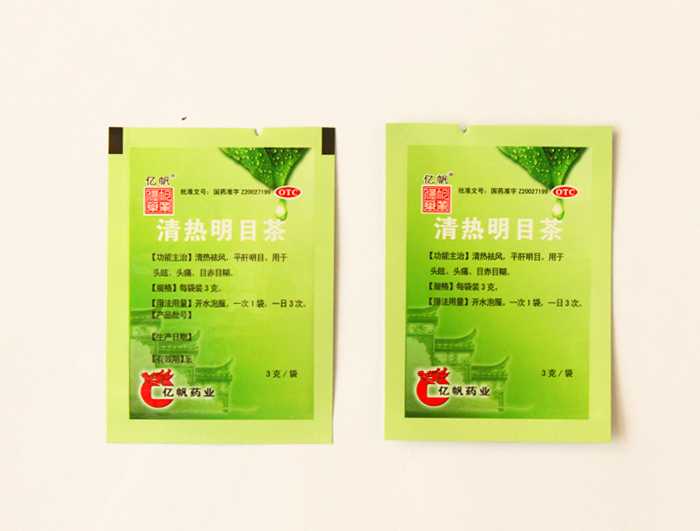 亿帆®
批准文号：国药准字 Z20027199 OTC
清热明目茶
【功能主治】清热祛风，平肝明目。用于
头眩、头痛、目赤目糊。
【规格】每袋装3克。
【用法用量】开水泡服，一次1袋，一日3次。
【产品批号】
【生产日期】
【有效期】至
3克/袋
亿帆药业
批准文号：国药准字 Z20027199 OTC
亿帆®
清热明目茶
【功能主治】清热祛风，平肝明目。用于
头眩、头痛、目赤目糊。
【规格】每袋装3克。
【用法用量】开水泡服，一次1袋，一日3次。
3克/袋
亿帆药业